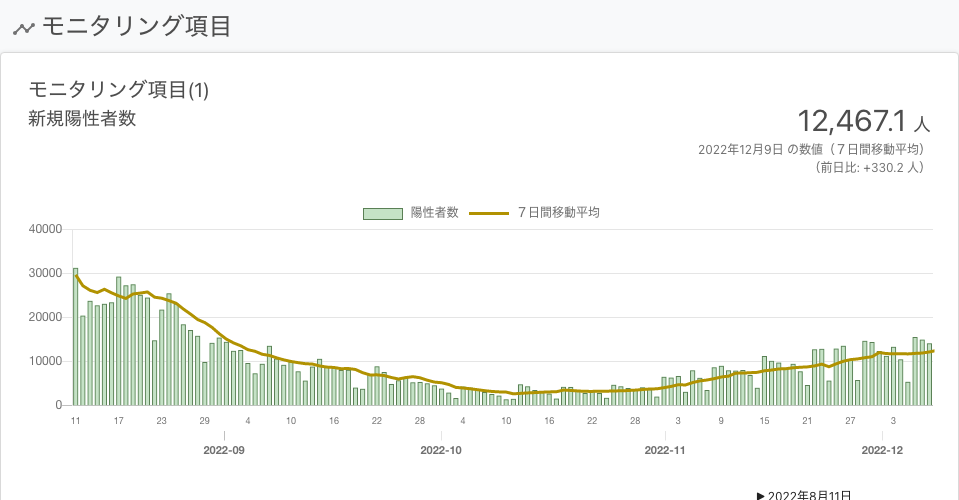 モニタリング項目
モニタリング項目(1)
新規陽性者数
12,467.1 人
2022年12月9日 の数値（７日間移動平均）
（前日比: +330.2 人）
陽性者数 ７日間移動平均
40000
30000
20000
10000
0
11 17 23 29 4 10 16 22 28 4 10 16 22 28 3 9 15 21 27 3
2022-09 2022-10 2022-11 2022-12
▶ 2022年8月11日